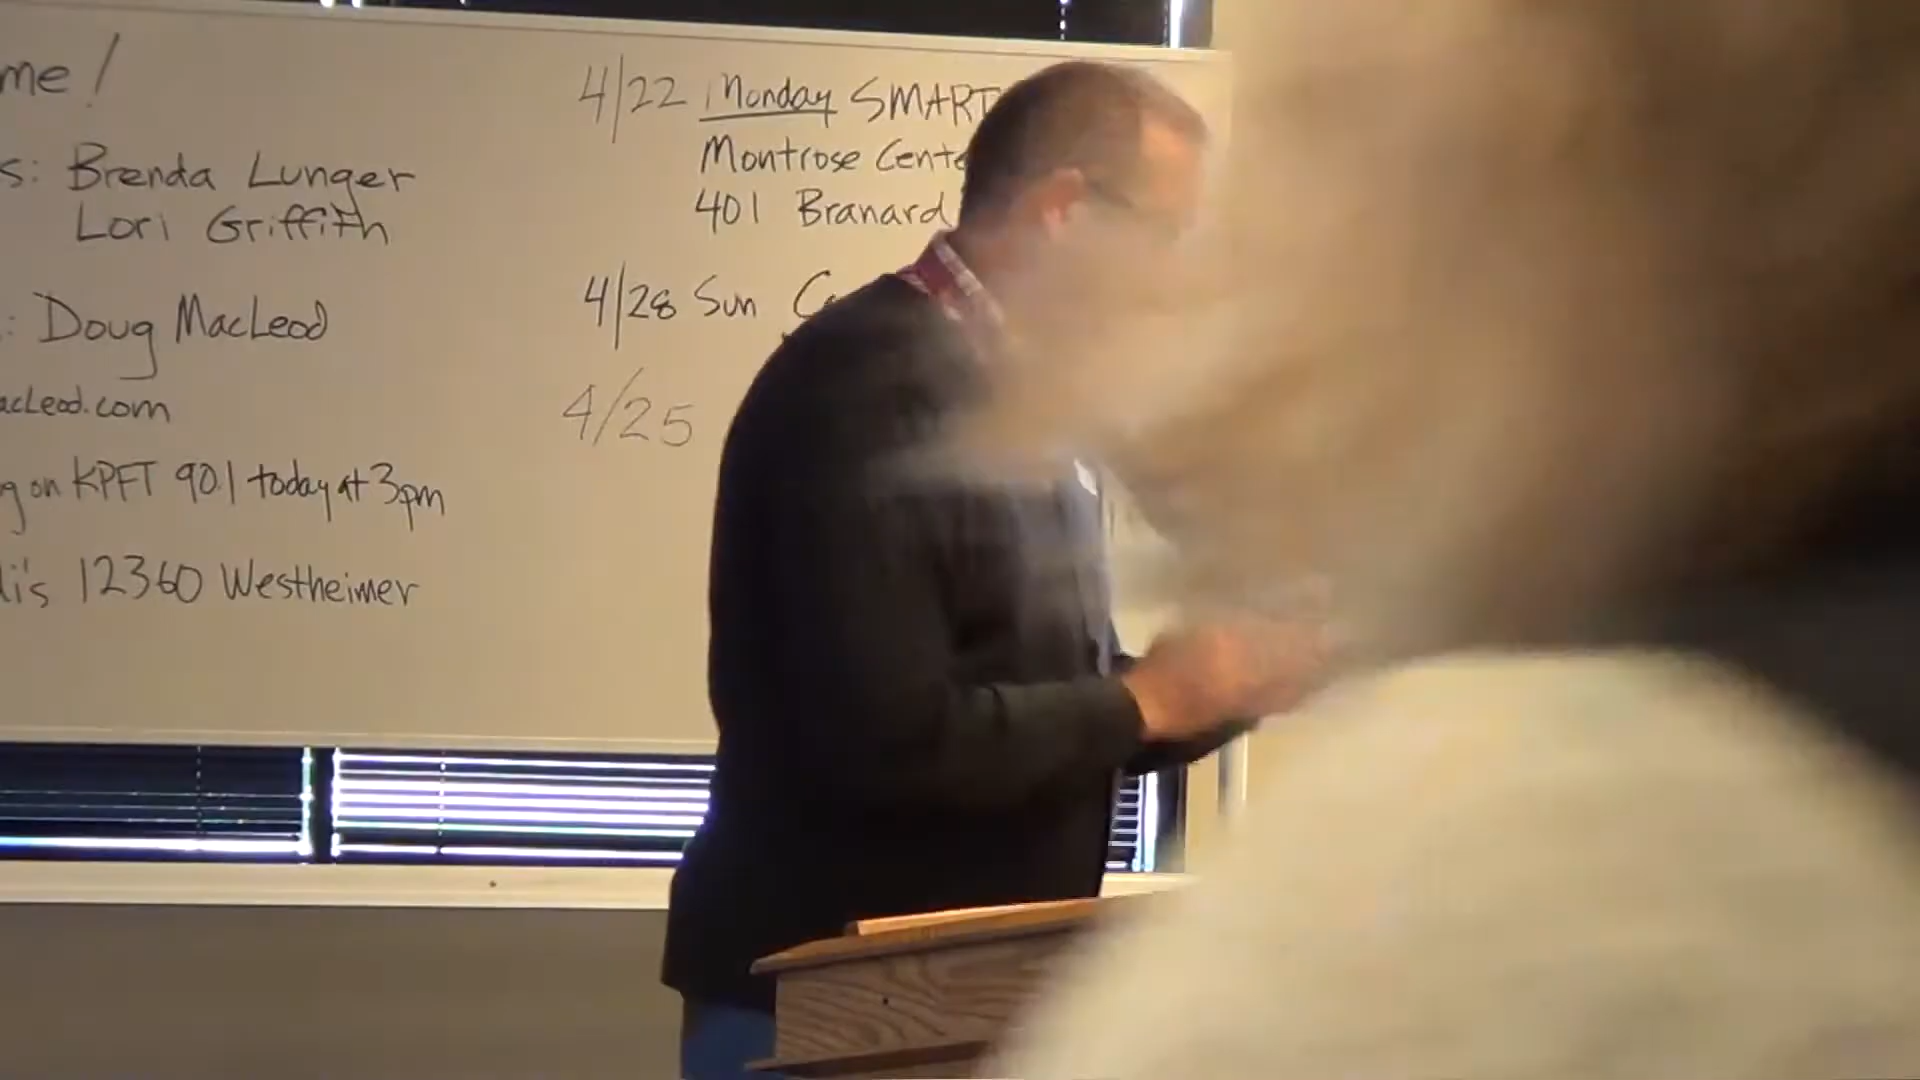 me!
s: Brenda Lunger
Lori Griffith
: Doug MacLeod
acLeod.com
g on KPFT 90.1 today at 3pm
li's 12360 Westheimer
4/22 Monday SMART
Montrose Cente
401 Branard
4/28 Sun
4/25